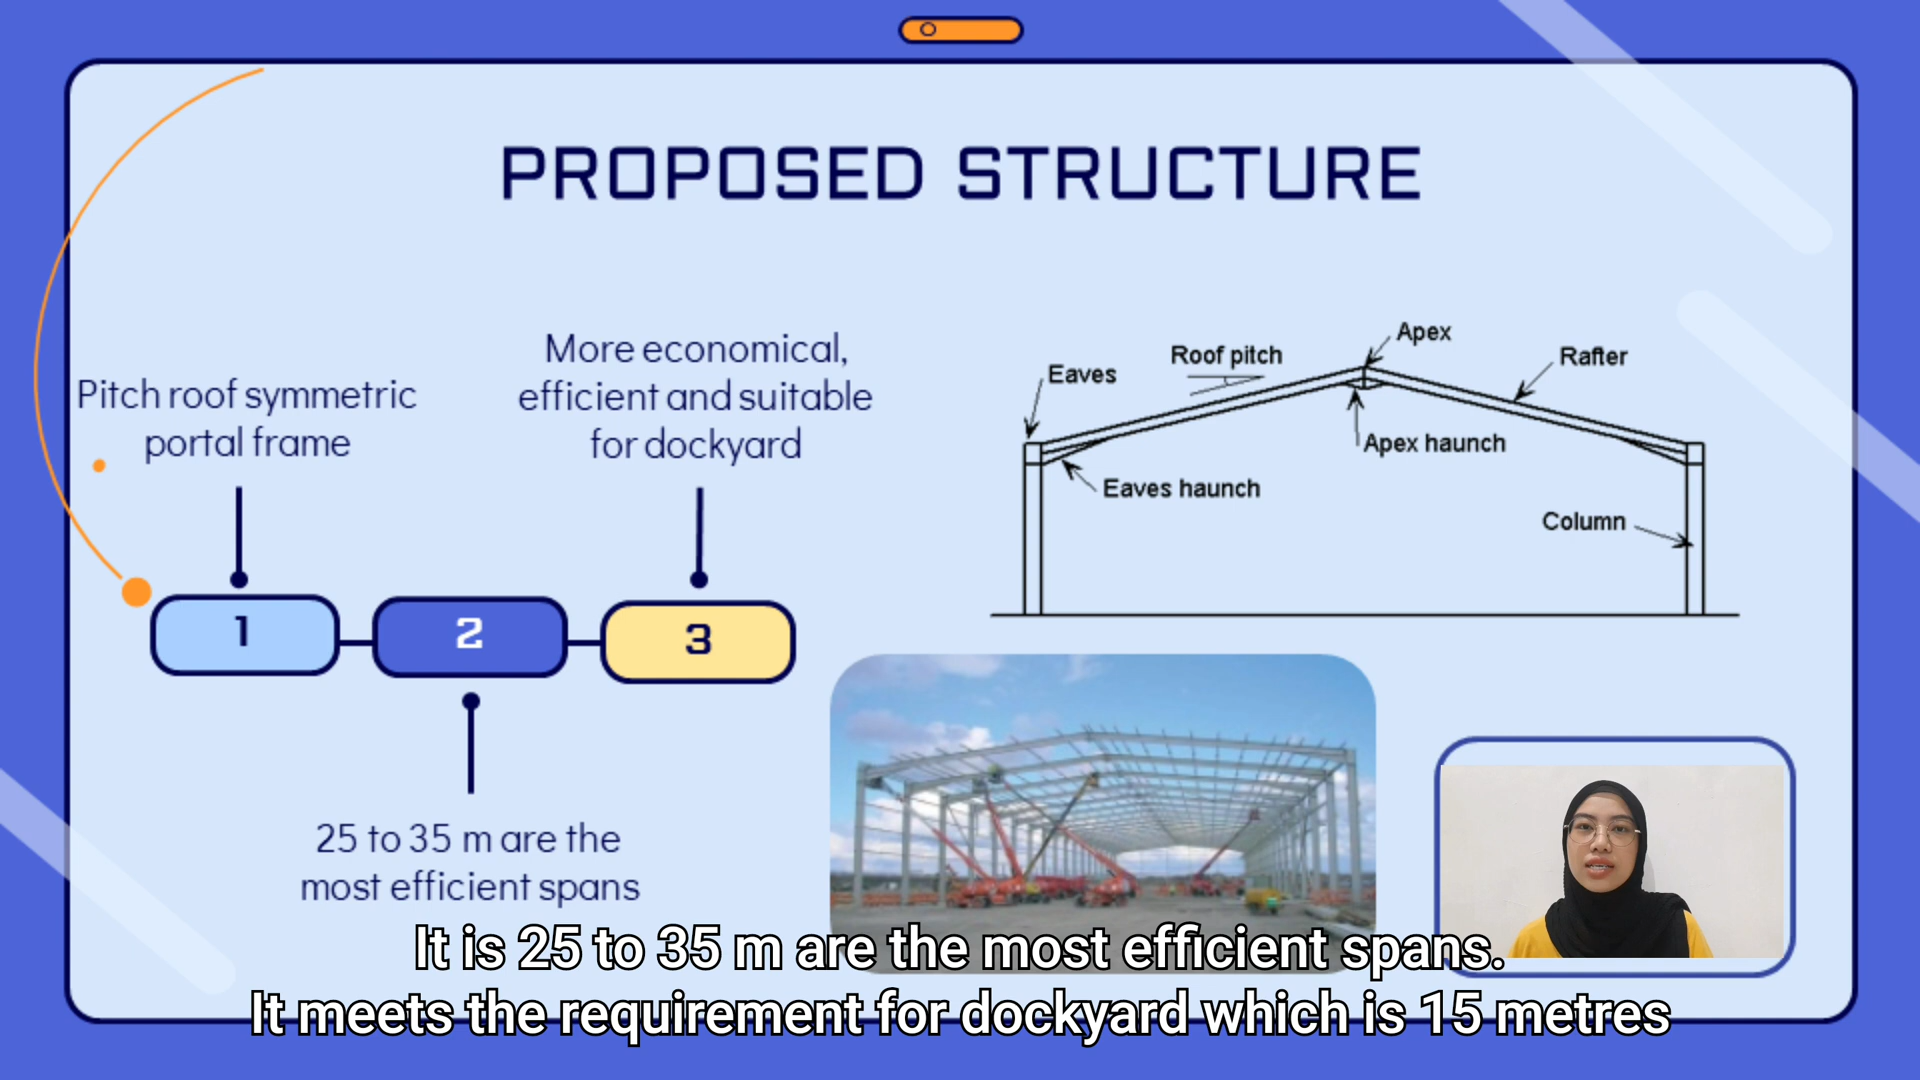 PROPOSED STRUCTURE
Pitch roof symmetric
portal frame
More economical,
efficient and suitable
for dockyard
1
2
3
25 to 35 m are the
most efficient spans
Eaves
Roof pitch
Apex
Rafter
Apex haunch
Eaves haunch
Column
It is 25 to 35 m are the most efficient spans.
It meets the requirement for dockyard which is 15 metres